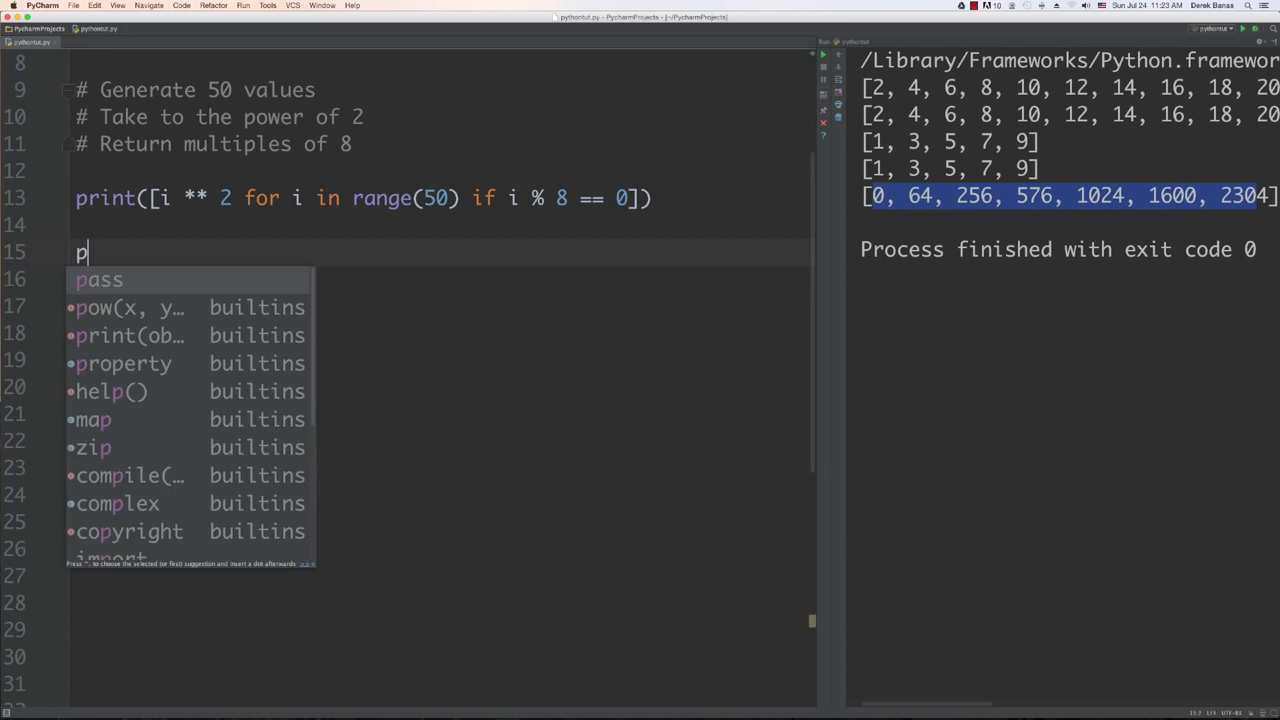 PyCharm File Edit View Navigate Code Refactor Run Tools VCS Window Help
10 Sun Jul 24 11:23 AM Derek Banas
pythontut.py - PycharmProjects - [~/PycharmProjects]
PycharmProjects pythontut.py
pythontut
pythontut.py
Run: pythontut
8
9 # Generate 50 values
10 # Take to the power of 2
11 # Return multiples of 8
12
13 print([i ** 2 for i in range(50) if i % 8 == 0])
14
15 p
16
17
18
19
20
21
22
23
24
25
26
27
28
29
30
31
pass
pow(x, y… builtins
print(ob… builtins
property builtins
help() builtins
map builtins
zip builtins
compile(… builtins
complex builtins
copyright builtins
import
Press ^. to choose the selected (or first) suggestion and insert a dot afterwards >>
/Library/Frameworks/Python.framewor
[2, 4, 6, 8, 10, 12, 14, 16, 18, 20
[2, 4, 6, 8, 10, 12, 14, 16, 18, 20
[1, 3, 5, 7, 9]
[1, 3, 5, 7, 9]
[0, 64, 256, 576, 1024, 1600, 2304]
Process finished with exit code 0
15:2 LF÷ UTF-8÷